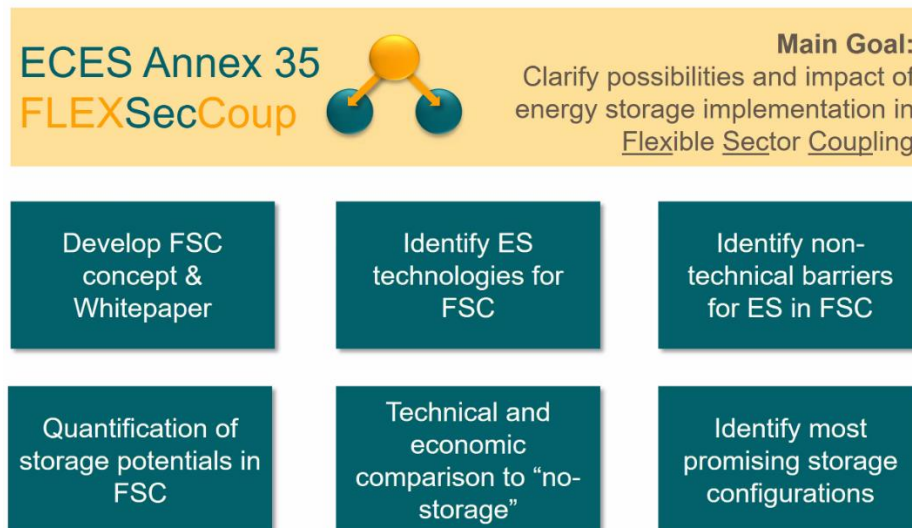 ECES Annex 35
FLEXSecCoup
Main Goal:
Clarify possibilities and impact of
energy storage implementation in
Flexible Sector Coupling
Develop FSC
concept &
Whitepaper
Identify ES
technologies for
FSC
Identify non-
technical barriers
for ES in FSC
Quantification of
storage potentials in
FSC
Technical and
economic
comparison to “no-
storage”
Identify most
promising storage
configurations